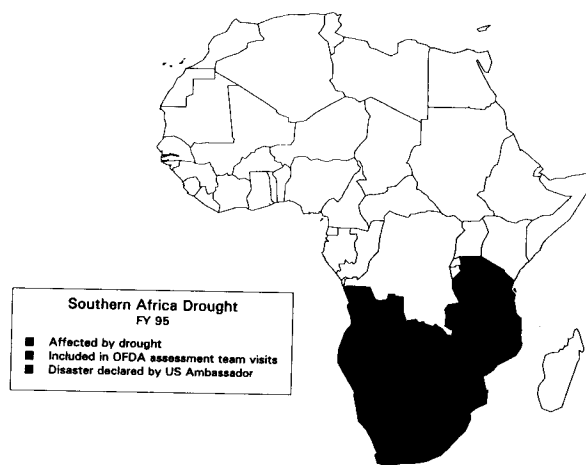 Southern Africa Drought
FY 95
Affected by drought
Included in OFDA assessment team visits
Disaster declared by US Ambassador